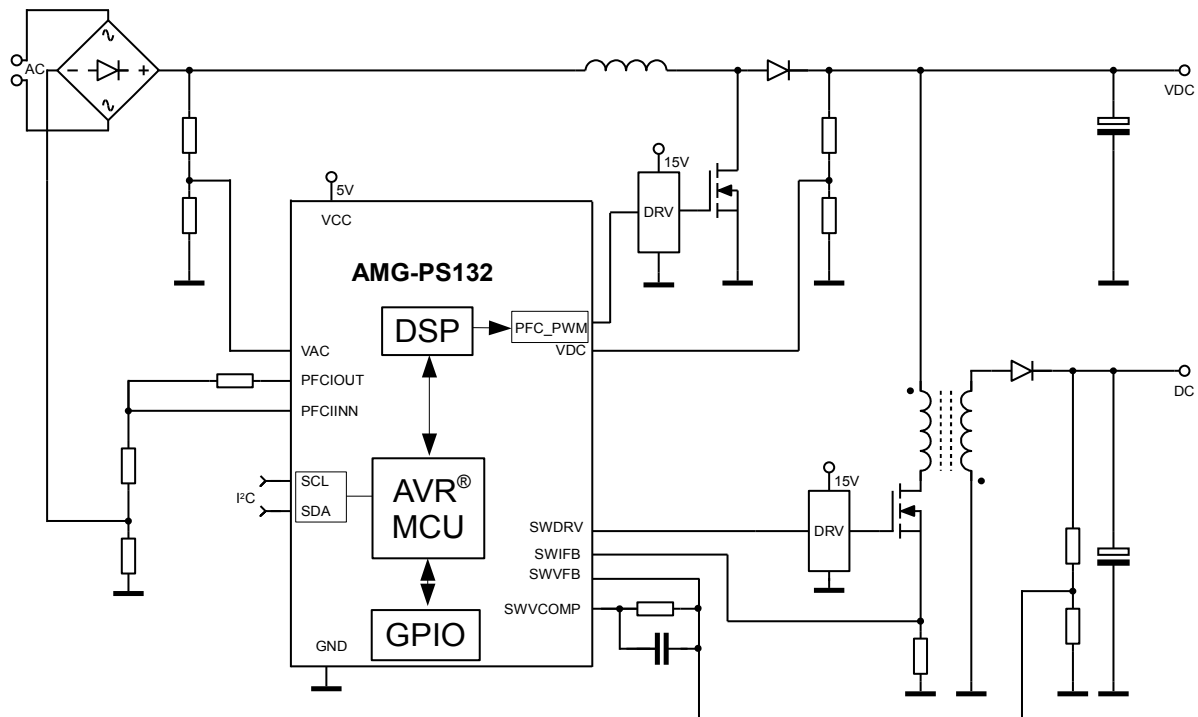 AC
VDC
15V
DRV
5V
VCC
AMG-PS132
DSP
PFC_PWM
VAC
VDC
PFCIOUT
PFCIINN
DC
I²C
SCL
SDA
AVR®
MCU
15V
DRV
SWDRV
SWIFB
SWVFB
SWVCOMP
GPIO
GND